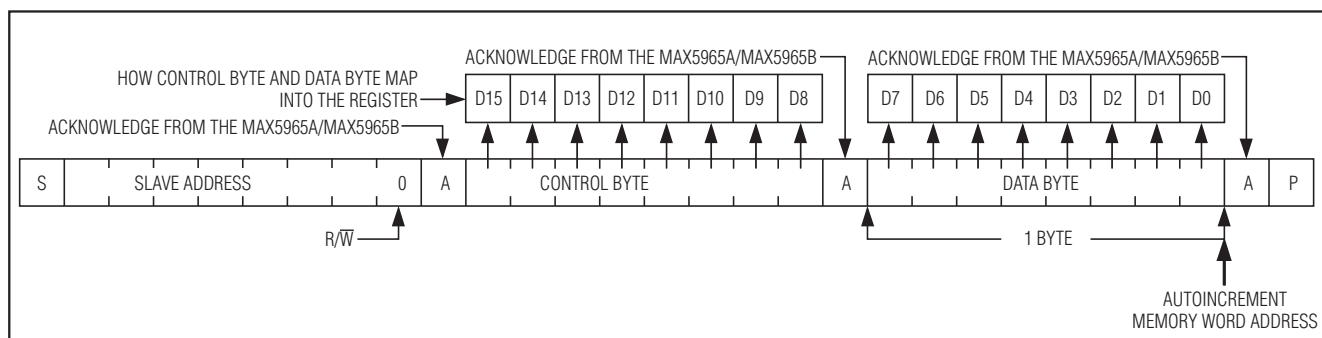 ACKNOWLEDGE FROM THE MAX5965A/MAX5965B
ACKNOWLEDGE FROM THE MAX5965A/MAX5965B
HOW CONTROL BYTE AND DATA BYTE MAP
INTO THE REGISTER
D15 D14 D13 D12 D11 D10 D9 D8
D7 D6 D5 D4 D3 D2 D1 D0
ACKNOWLEDGE FROM THE MAX5965A/MAX5965B
S SLAVE ADDRESS 0 A CONTROL BYTE A DATA BYTE A P
R/W̅
1 BYTE
AUTOINCREMENT
MEMORY WORD ADDRESS